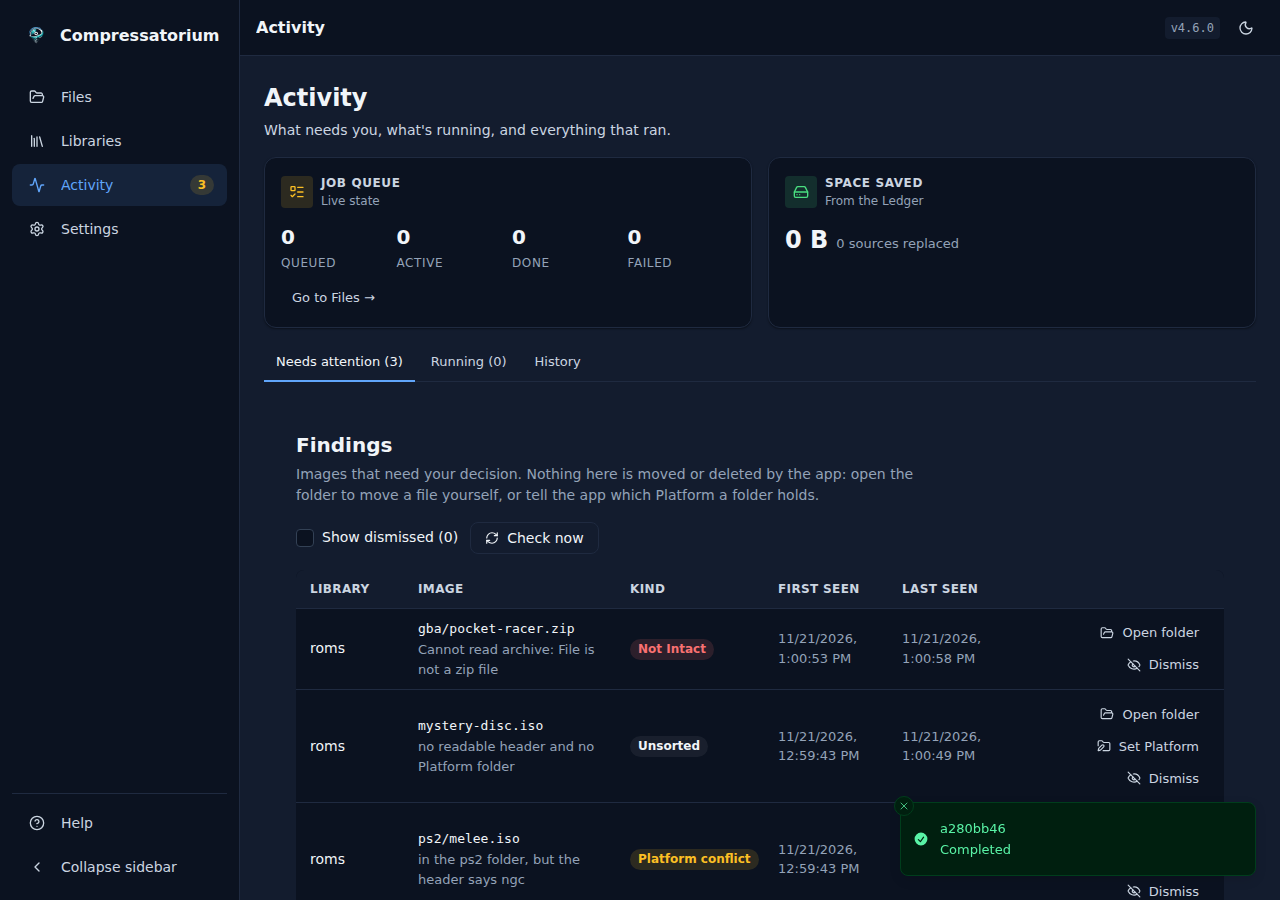 Compressatorium
Activity
v4.6.0
Files
Libraries
Activity
3
Settings
Help
Collapse sidebar
Activity
What needs you, what's running, and everything that ran.
JOB QUEUE
Live state
0
0
0
0
QUEUED
ACTIVE
DONE
FAILED
Go to Files →
SPACE SAVED
From the Ledger
0 B 0 sources replaced
Needs attention (3)
Running (0)
History
Findings
Images that need your decision. Nothing here is moved or deleted by the app: open the
folder to move a file yourself, or tell the app which Platform a folder holds.
Show dismissed (0)
Check now
LIBRARY
IMAGE
KIND
FIRST SEEN
LAST SEEN
roms
gba/pocket-racer.zip
Cannot read archive: File is
not a zip file
Not Intact
11/21/2026,
1:00:53 PM
11/21/2026,
1:00:58 PM
Open folder
Dismiss
roms
mystery-disc.iso
no readable header and no
Platform folder
Unsorted
11/21/2026,
12:59:43 PM
11/21/2026,
1:00:49 PM
Open folder
Set Platform
Dismiss
roms
ps2/melee.iso
in the ps2 folder, but the
header says ngc
Platform conflict
11/21/2026,
12:59:43 PM
Dismiss
a280bb46
Completed